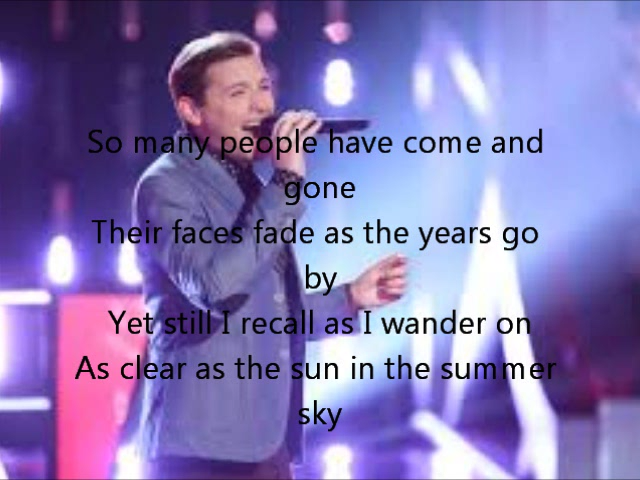 So many people have come and
gone
Their faces fade as the years go
by
Yet still I recall as I wander on
As clear as the sun in the summer
sky